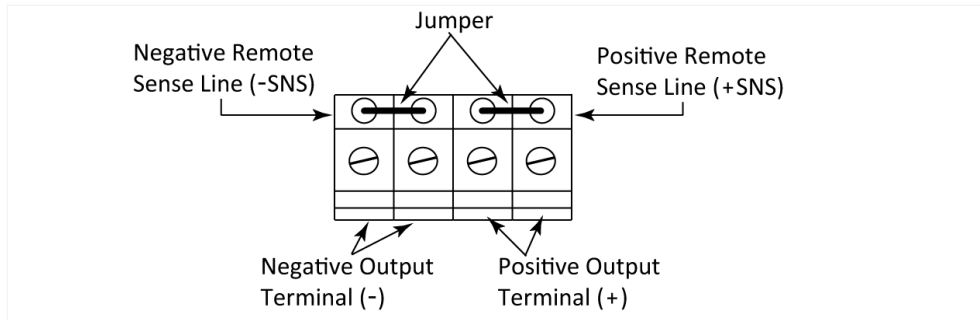 Jumper
Negative Remote
Sense Line (-SNS)
Positive Remote
Sense Line (+SNS)
Negative Output
Terminal (-)
Positive Output
Terminal (+)